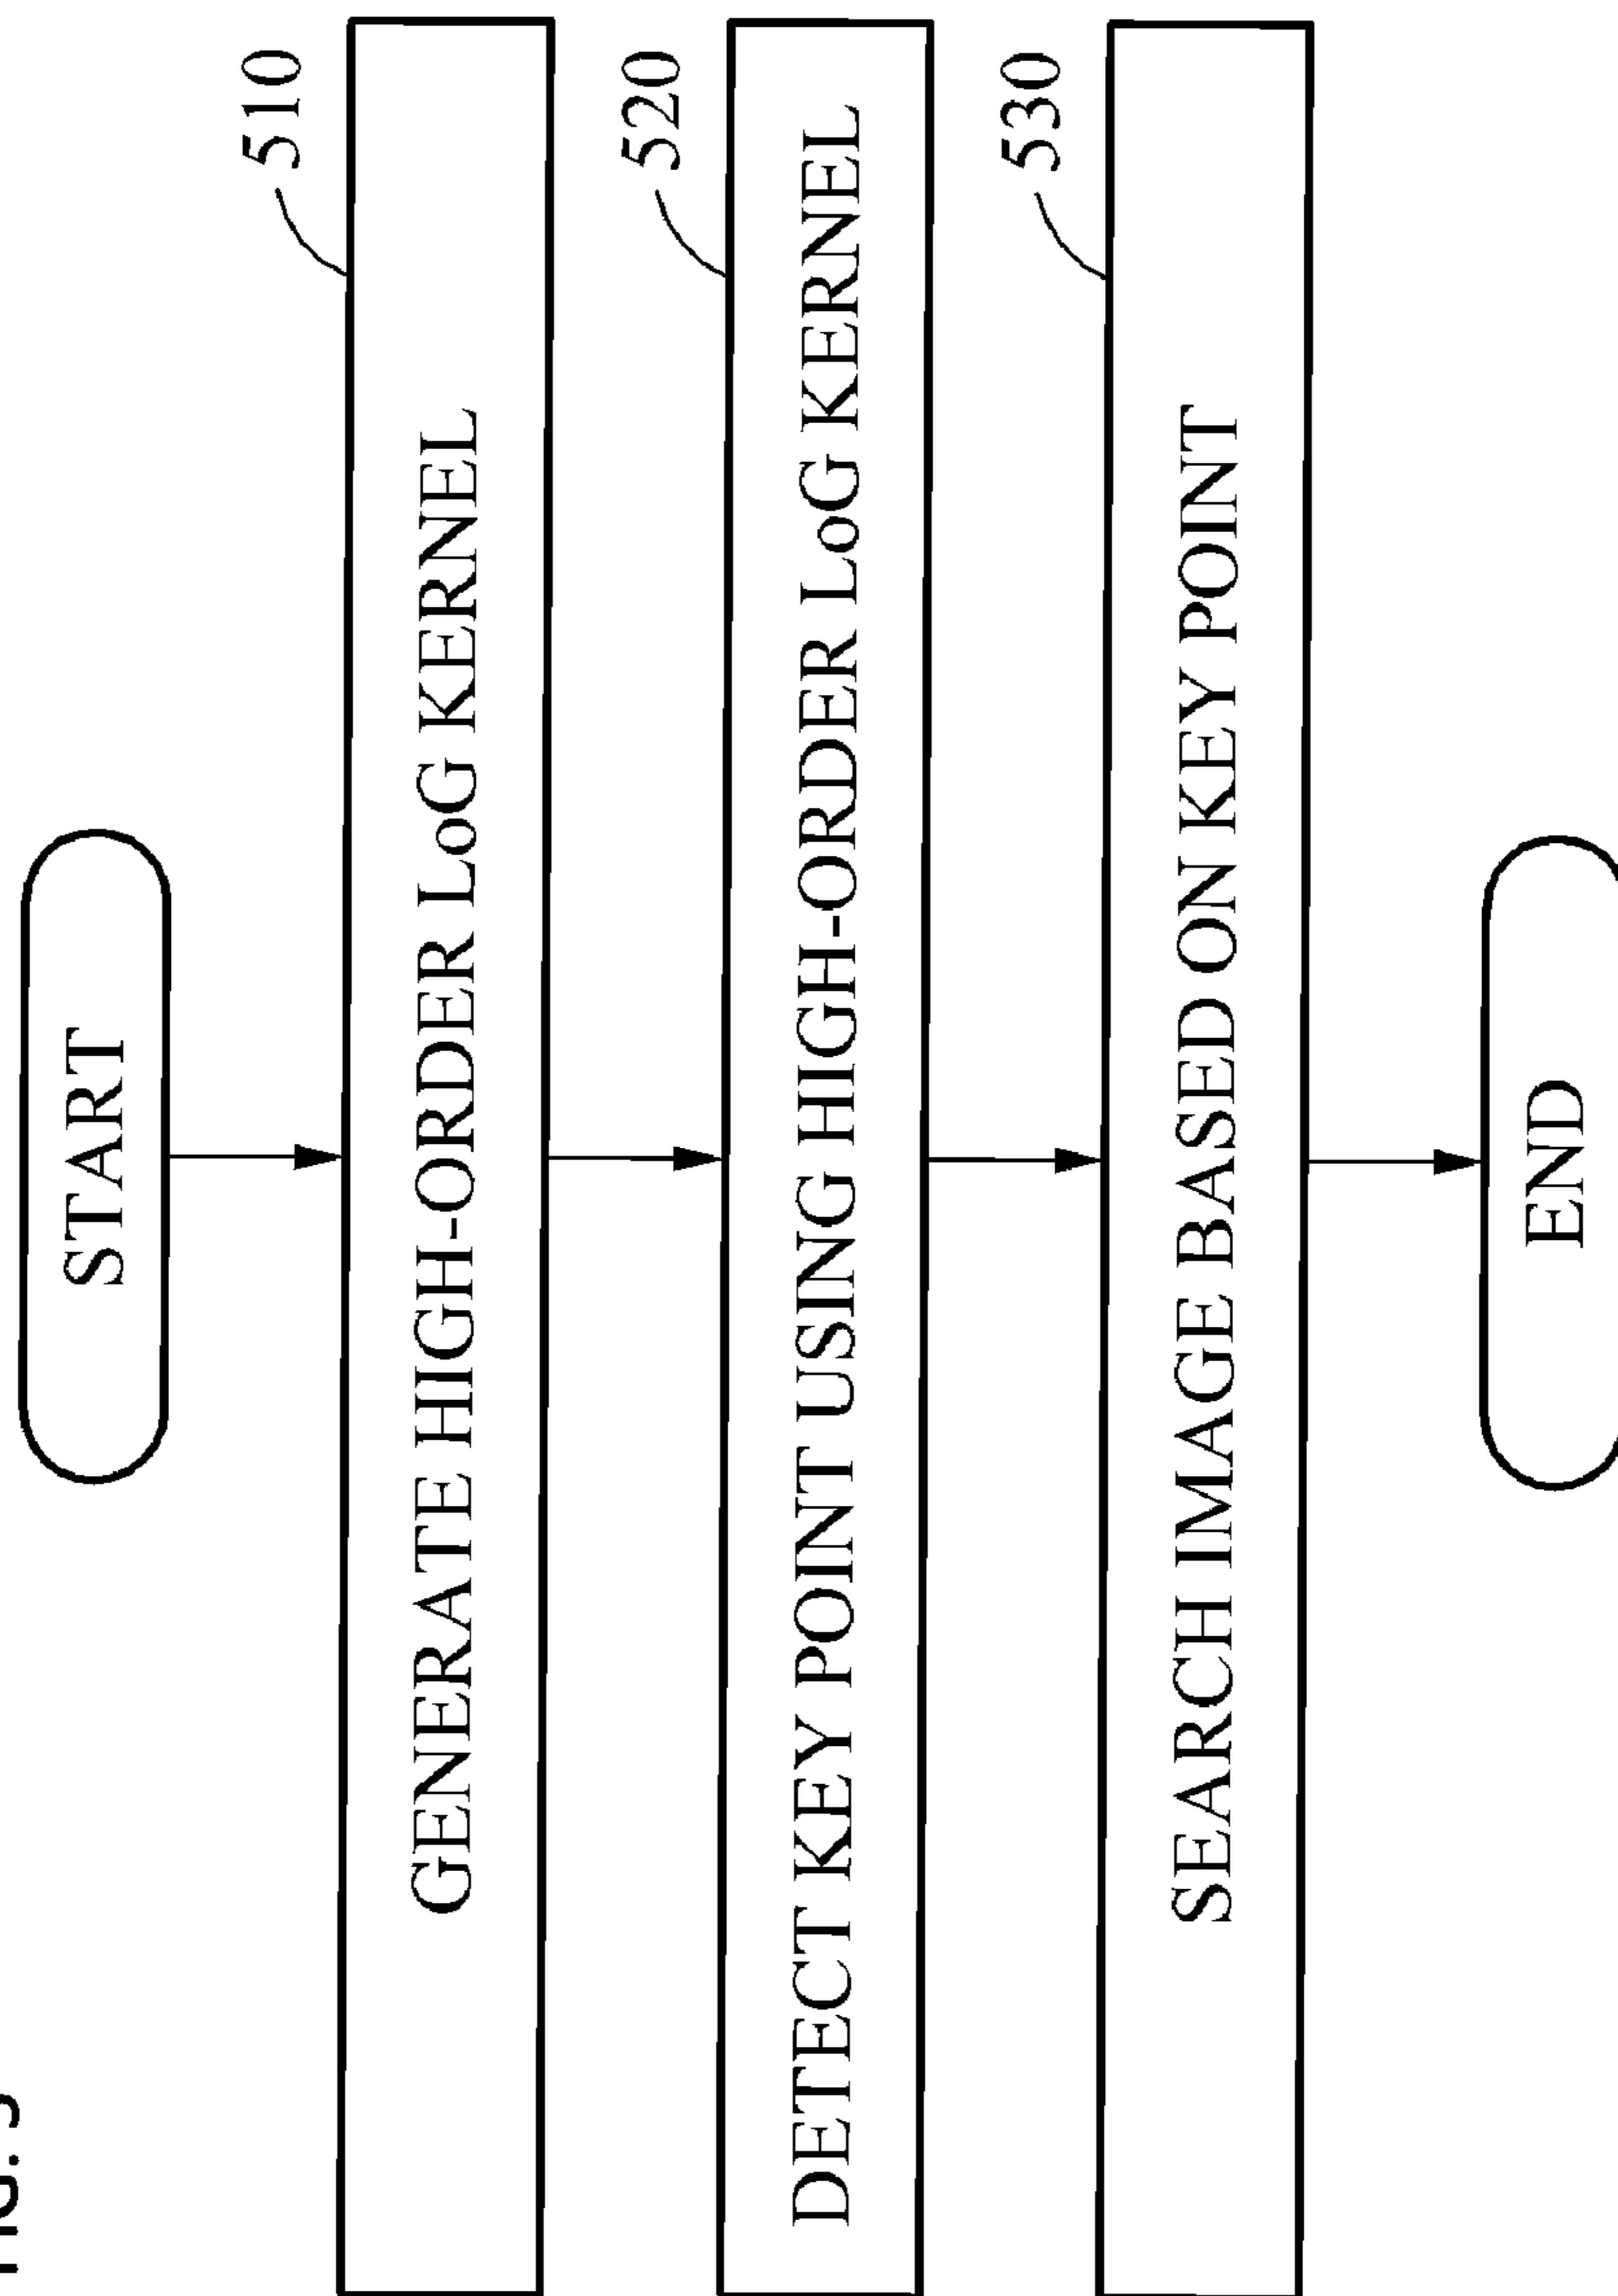 START
510
GENERATE HIGH-ORDER LoG KERNEL
520
DETECT KEY POINT USING HIGH-ORDER LoG KERNEL
530
SEARCH IMAGE BASED ON KEY POINT
END